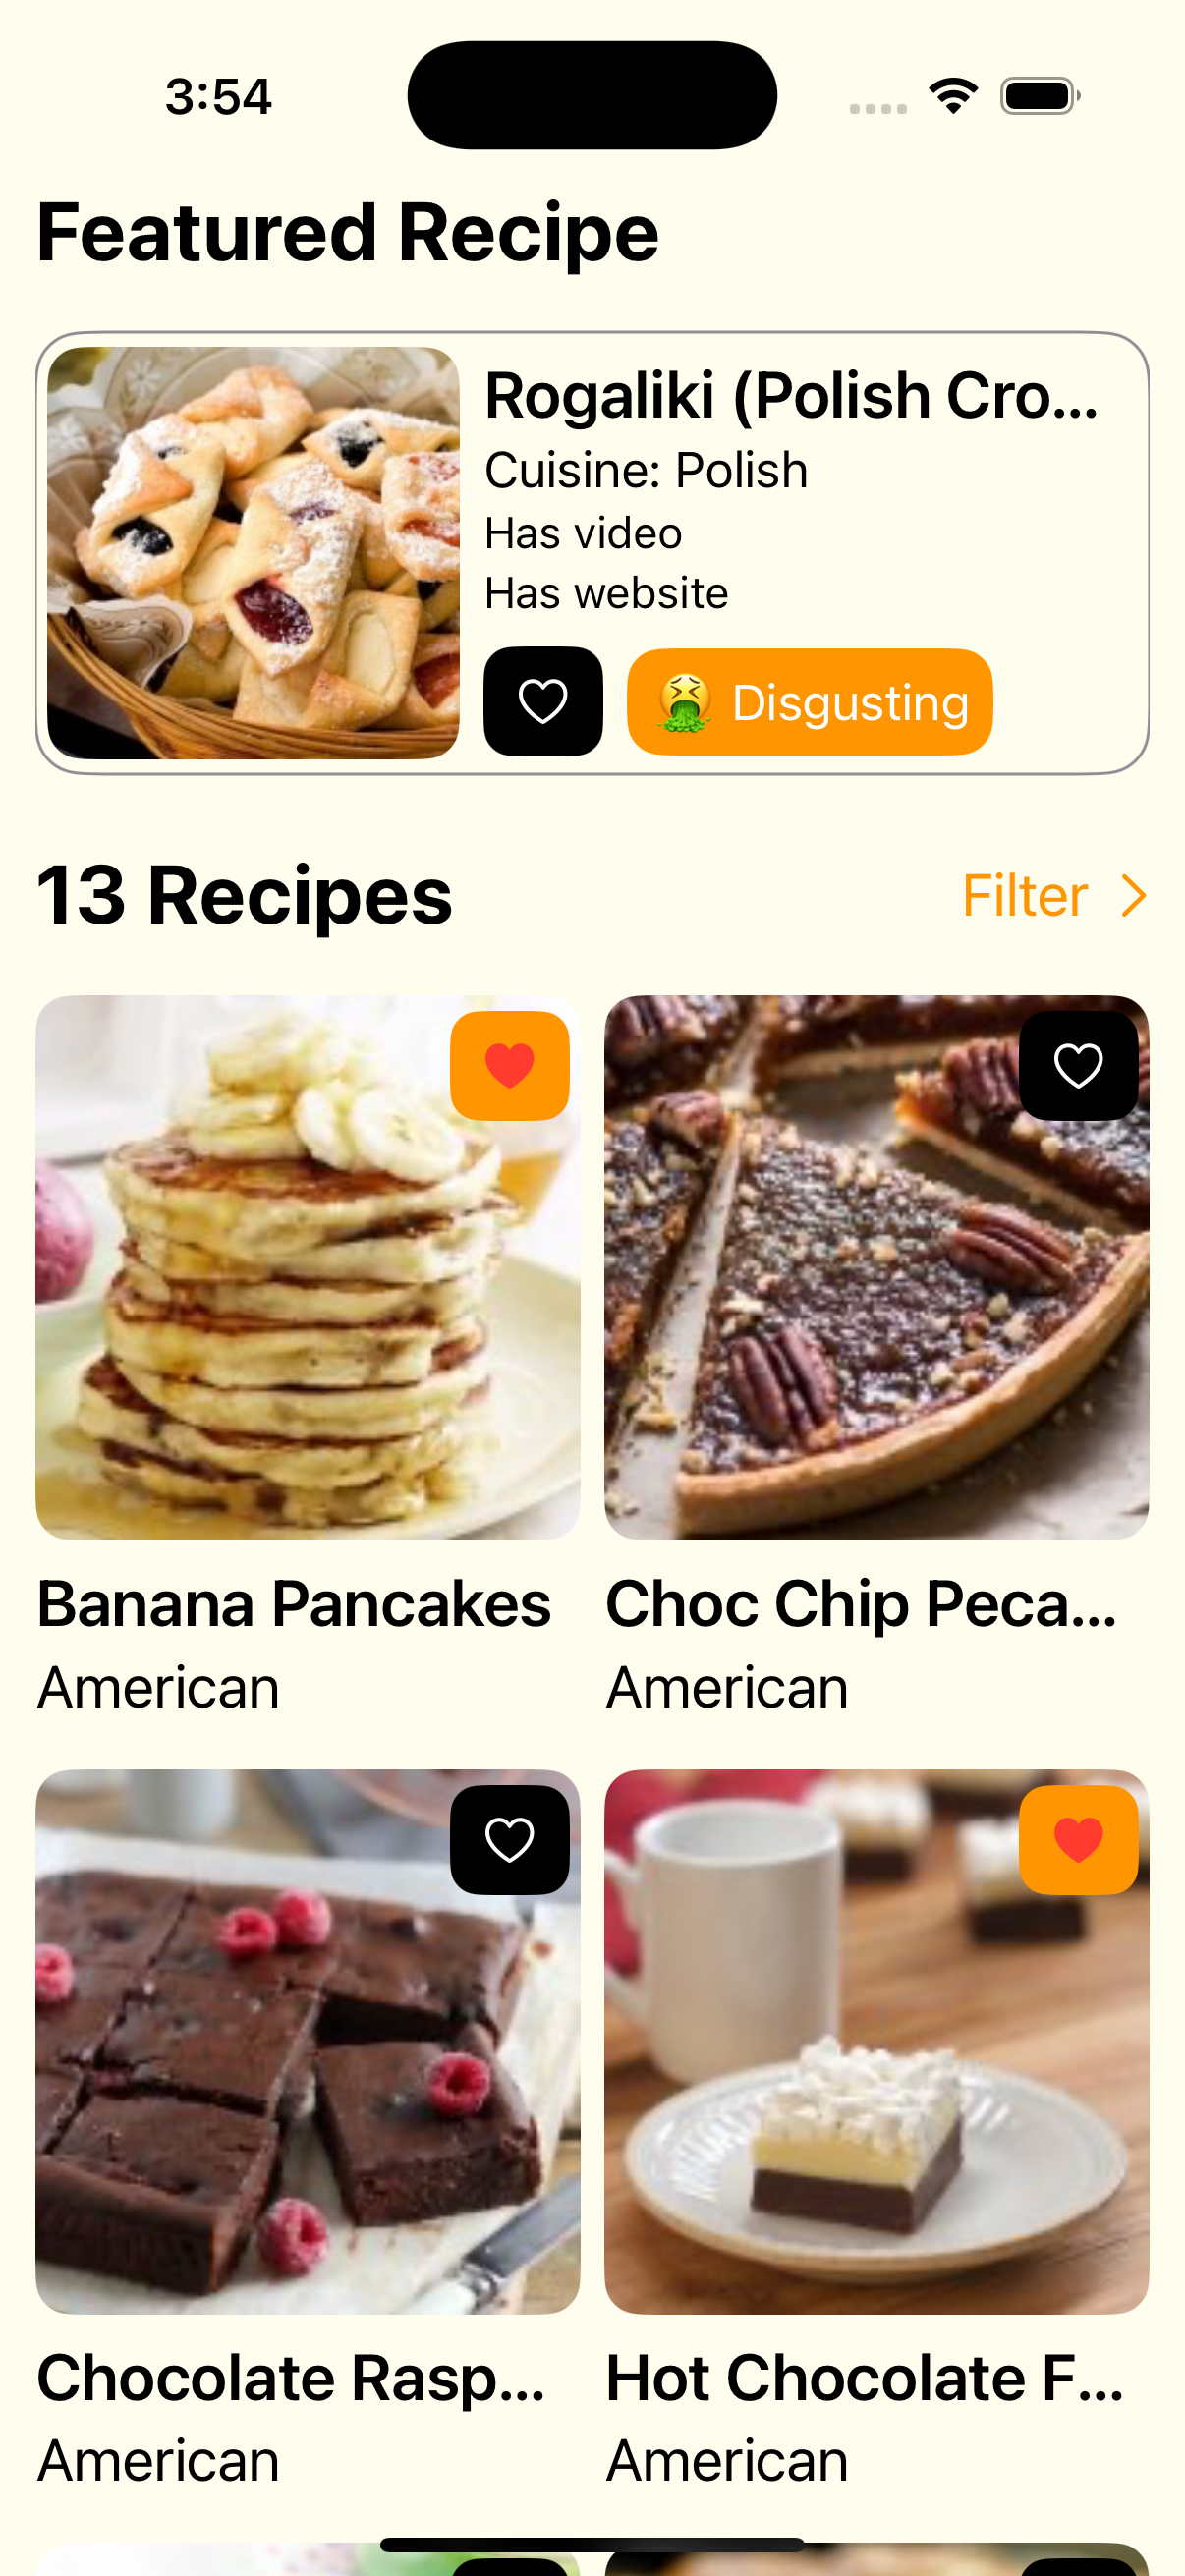 3:54
Featured Recipe
Rogaliki (Polish Cro...
Cuisine: Polish
Has video
Has website
🤮 Disgusting
13 Recipes
Filter
Banana Pancakes
American
Choc Chip Peca...
American
Chocolate Rasp...
American
Hot Chocolate F...
American